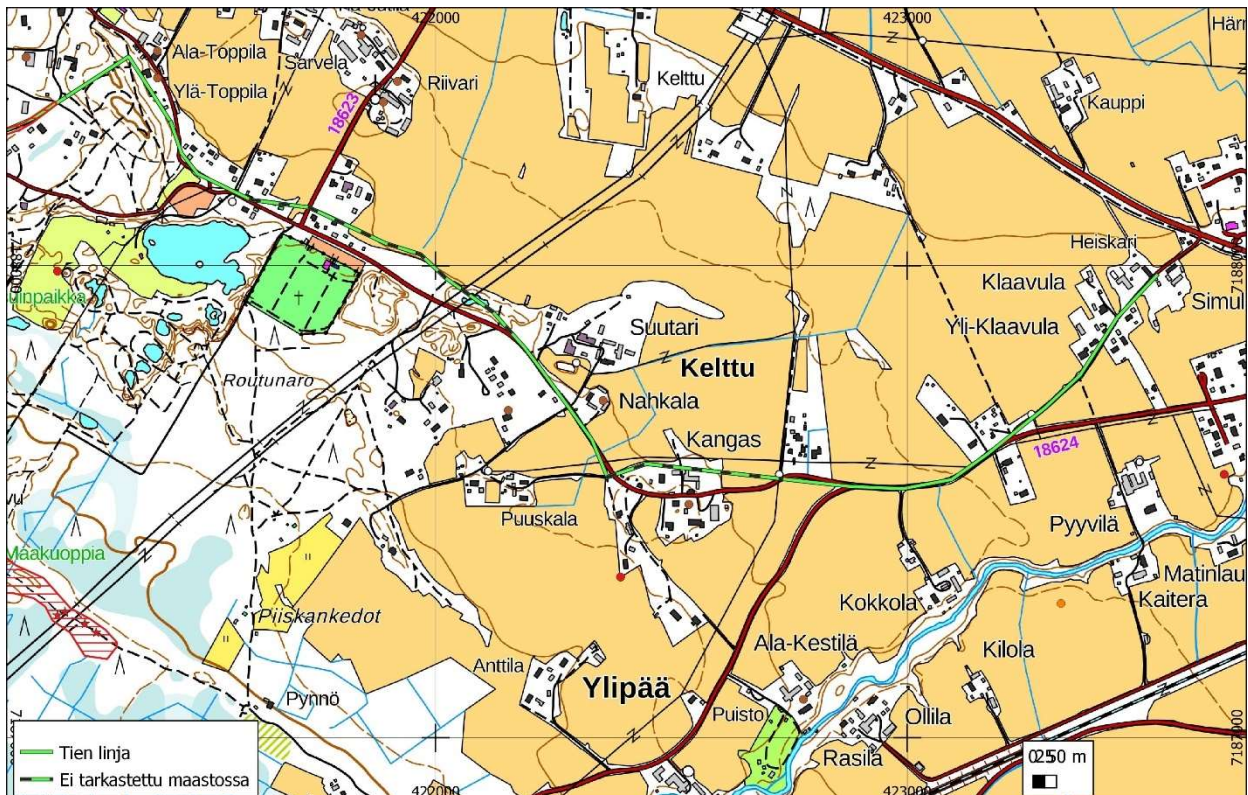 422000
423000
Ala-Toppila
Sarvela
Riivari
Kelttu
Ylä-Toppila
18623
Kauppi
Heiskari
Klaavula
Yli-Klaavula
Suutari
Kelttu
Routunaro
Nahkala
Kangas
18624
Puuskala
Pyyvilä
Maakuoppia
Kokkola
Matinlau
Kaitera
Piiskankedot
Ala-Kestilä
Kilola
Anttila
Ylipää
Pynnö
Puisto
Ollila
Rasila
Tien linja
Ei tarkastettu maastossa
422000
423000